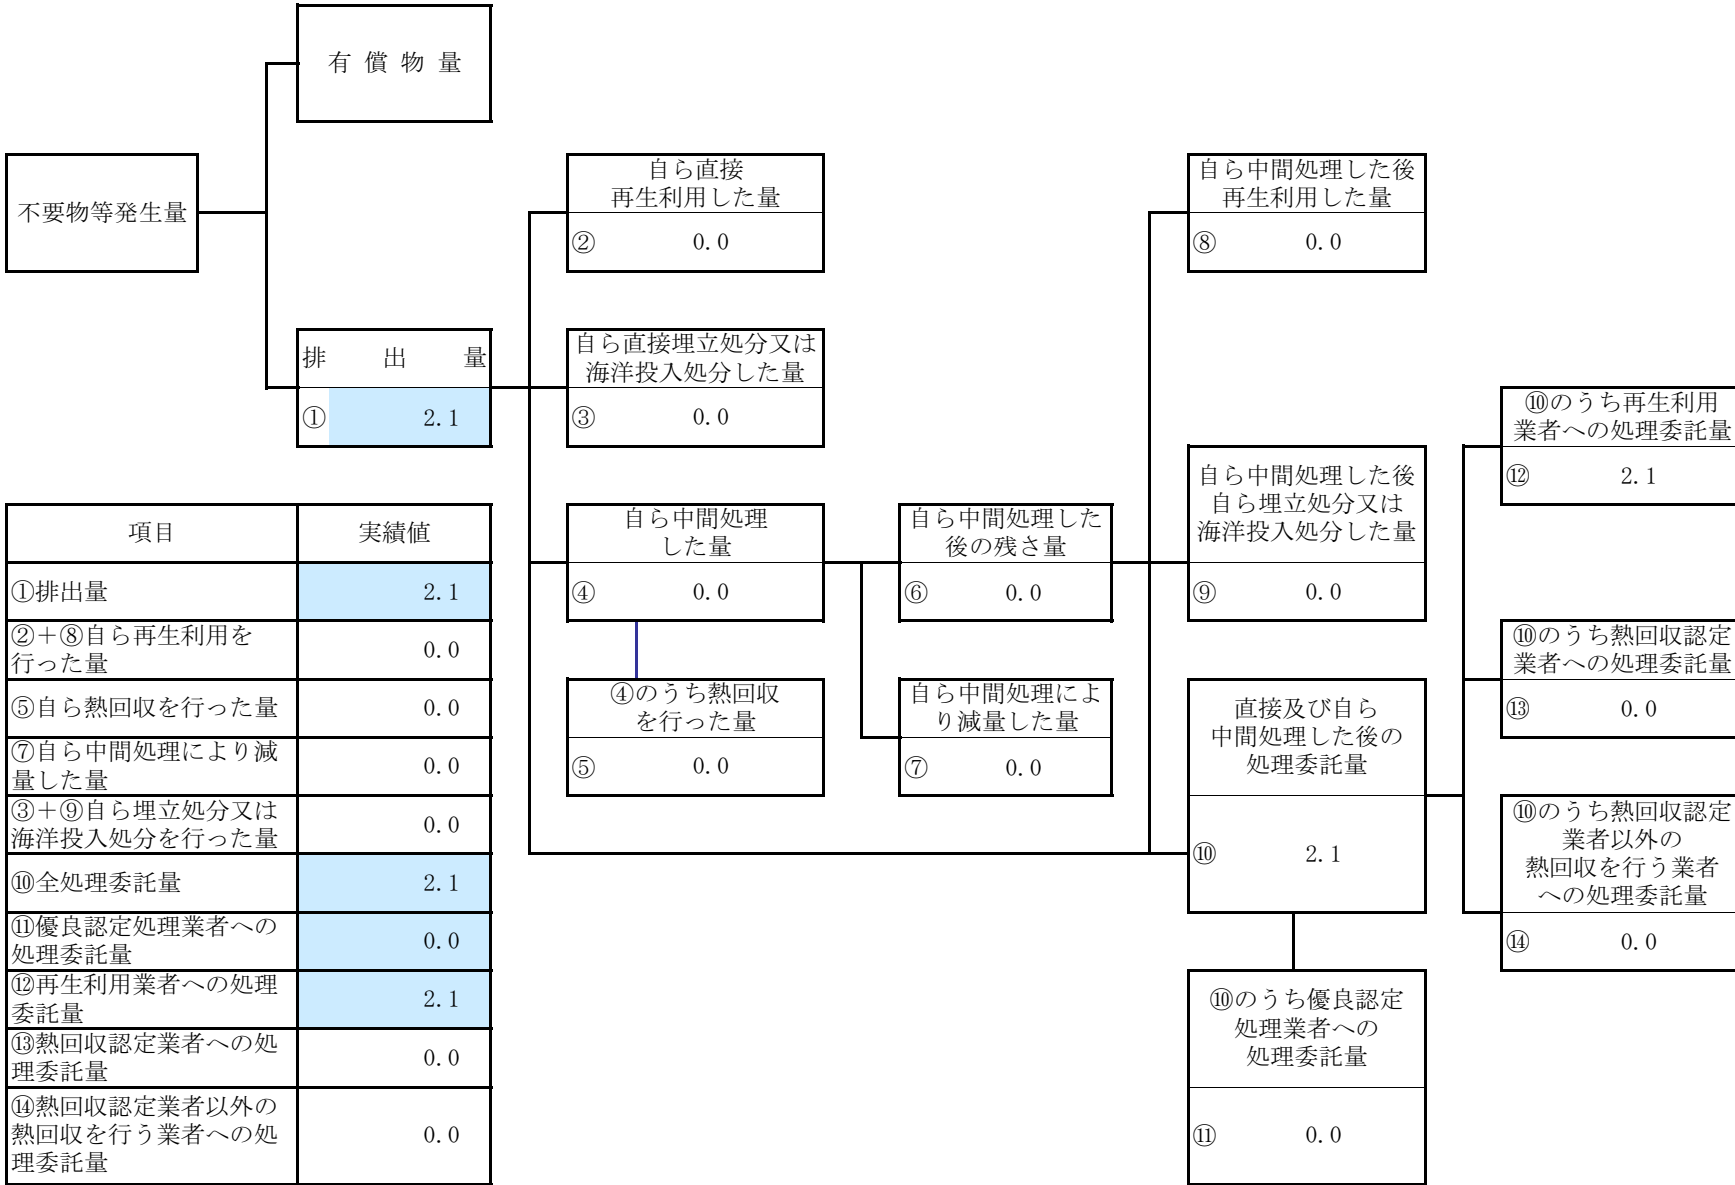 有償物量
不要物等発生量
自ら直接
再生利用した量
② 0.0
自ら中間処理した後
再生利用した量
⑧ 0.0
排出量
① 2.1
自ら直接埋立処分又は
海洋投入処分した量
③ 0.0
⑩のうち再生利用
業者への処理委託量
⑫ 2.1
自ら中間処理した後
自ら埋立処分又は
海洋投入処分した量
⑨ 0.0
自ら中間処理
した量
④ 0.0
自ら中間処理した
後の残さ量
⑥ 0.0
⑩のうち熱回収認定
業者への処理委託量
⑬ 0.0
④のうち熱回収
を行った量
⑤ 0.0
自ら中間処理によ
り減量した量
⑦ 0.0
直接及び自ら
中間処理した後の
処理委託量
⑩ 2.1
⑩のうち熱回収認定
業者以外の
熱回収を行う業者
への処理委託量
⑭ 0.0
⑩のうち優良認定
処理業者への
処理委託量
⑪ 0.0
項目 実績値
①排出量 2.1
②+⑧自ら再生利用を
行った量 0.0
⑤自ら熱回収を行った量 0.0
⑦自ら中間処理により減
量した量 0.0
③+⑨自ら埋立処分又は
海洋投入処分を行った量 0.0
⑩全処理委託量 2.1
⑪優良認定処理業者への
処理委託量 0.0
⑫再生利用業者への処理
委託量 2.1
⑬熱回収認定業者への処
理委託量 0.0
⑭熱回収認定業者以外の
熱回収を行う業者への処
理委託量 0.0